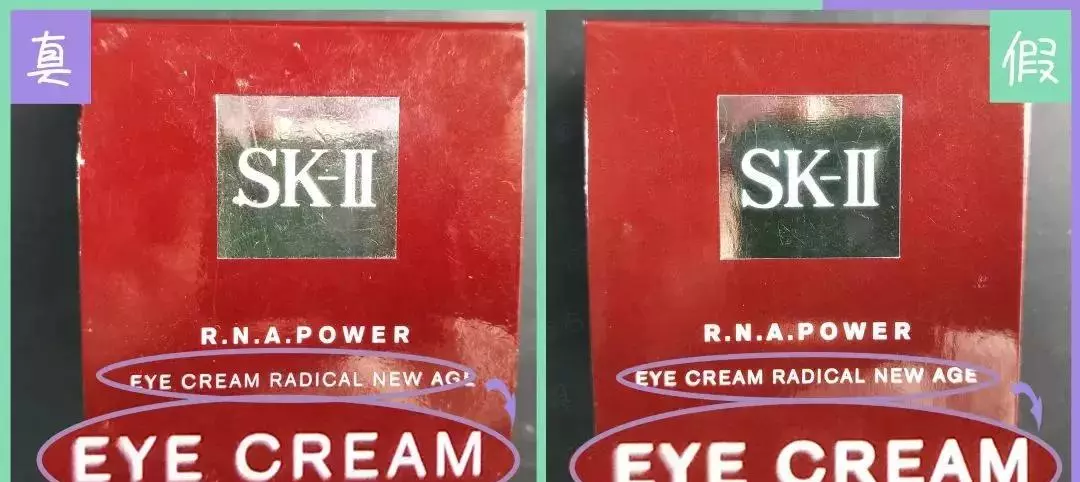 真
SK-II
R.N.A.POWER
EYE CREAM RADICAL NEW AGE
EYE CREAM
假
SK-II
R.N.A.POWER
EYE CREAM RADICAL NEW AGE
EYE CREAM